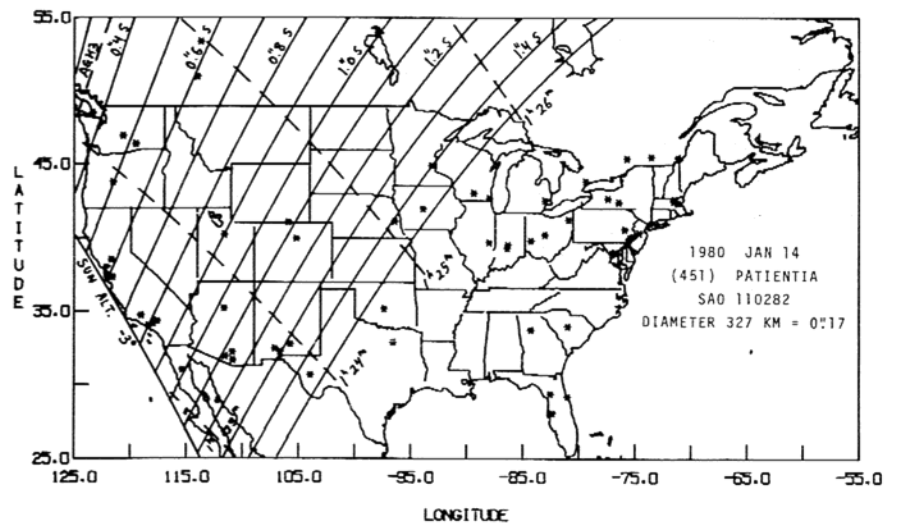 55.0
AGK3
0".4 S
0".6 S
0".8 S
1".0 S
1".2 S
1".4 S
1ʰ26ᵐ
45.0
LATITUDE
1980 JAN 14
(451) PATIENTIA
SAO 110282
DIAMETER 327 KM = 0".17
SUN ALT. -3°
1ʰ25ᵐ
35.0
1ʰ24ᵐ
25.0
125.0 115.0 105.0 -95.0 -85.0 -75.0 -65.0 -55.0
LONGITUDE